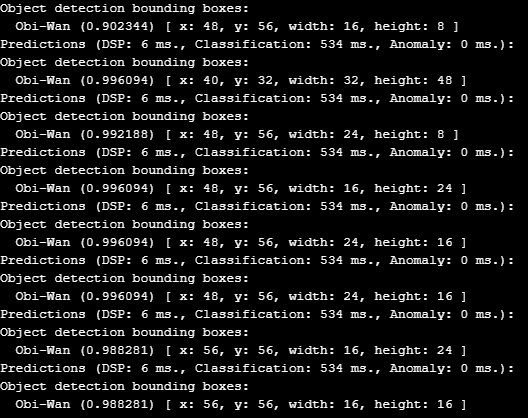 Object detection bounding boxes:
Obi-Wan (0.902344) [ x: 48, y: 56, width: 16, height: 8 ]
Predictions (DSP: 6 ms., Classification: 534 ms., Anomaly: 0 ms.):
Object detection bounding boxes:
Obi-Wan (0.996094) [ x: 40, y: 32, width: 32, height: 48 ]
Predictions (DSP: 6 ms., Classification: 534 ms., Anomaly: 0 ms.):
Object detection bounding boxes:
Obi-Wan (0.992188) [ x: 48, y: 56, width: 24, height: 8 ]
Predictions (DSP: 6 ms., Classification: 534 ms., Anomaly: 0 ms.):
Object detection bounding boxes:
Obi-Wan (0.996094) [ x: 48, y: 56, width: 16, height: 24 ]
Predictions (DSP: 6 ms., Classification: 534 ms., Anomaly: 0 ms.):
Object detection bounding boxes:
Obi-Wan (0.996094) [ x: 48, y: 56, width: 24, height: 16 ]
Predictions (DSP: 6 ms., Classification: 534 ms., Anomaly: 0 ms.):
Object detection bounding boxes:
Obi-Wan (0.996094) [ x: 48, y: 56, width: 24, height: 16 ]
Predictions (DSP: 6 ms., Classification: 534 ms., Anomaly: 0 ms.):
Object detection bounding boxes:
Obi-Wan (0.988281) [ x: 56, y: 56, width: 16, height: 24 ]
Predictions (DSP: 6 ms., Classification: 534 ms., Anomaly: 0 ms.):
Object detection bounding boxes:
Obi-Wan (0.988281) [ x: 56, y: 56, width: 16, height: 16 ]